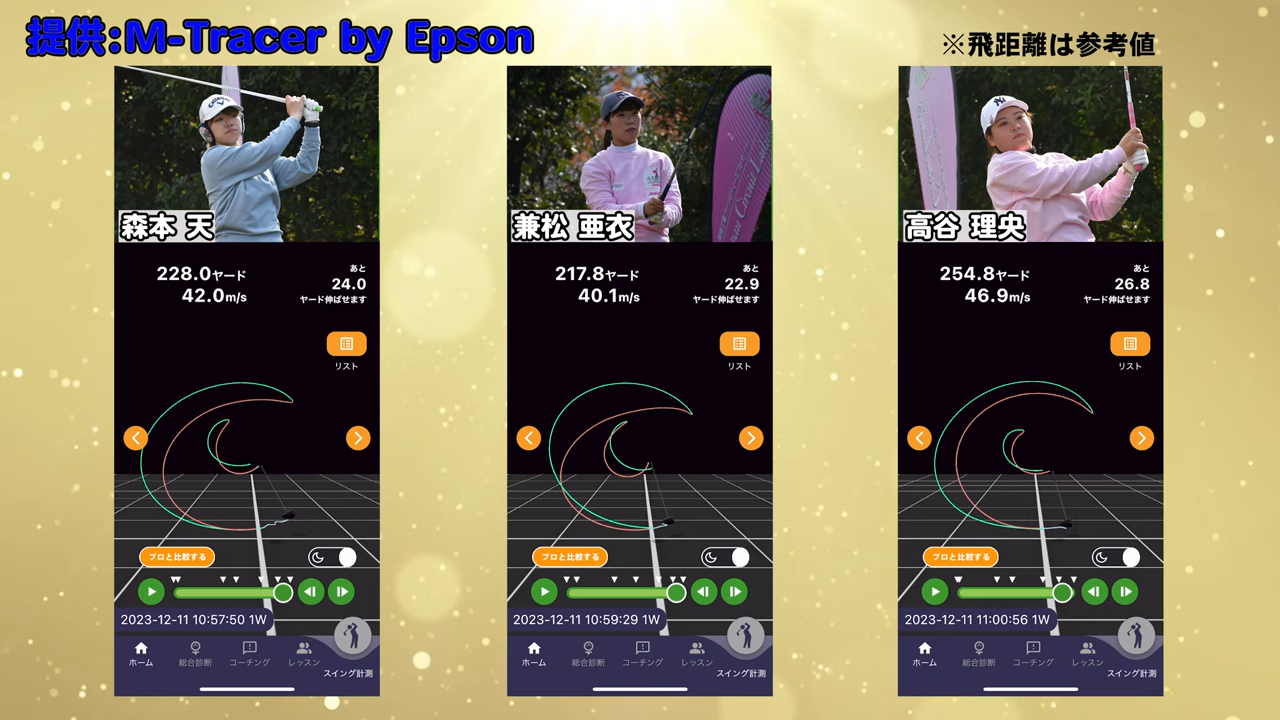 提供:M-Tracer by Epson
※飛距離は参考値
森本 天
228.0ヤード
42.0m/s
あと
24.0
ヤード伸ばせます
リスト
プロと比較する
2023-12-11 10:57:50 1W
ホーム
総合診断
コーチング
レッスン
スイング計測
兼松 亜衣
217.8ヤード
40.1m/s
あと
22.9
ヤード伸ばせます
リスト
プロと比較する
2023-12-11 10:59:29 1W
ホーム
総合診断
コーチング
レッスン
スイング計測
高谷 理央
254.8ヤード
46.9m/s
あと
26.8
ヤード伸ばせます
リスト
プロと比較する
2023-12-11 11:00:56 1W
ホーム
総合診断
コーチング
レッスン
スイング計測